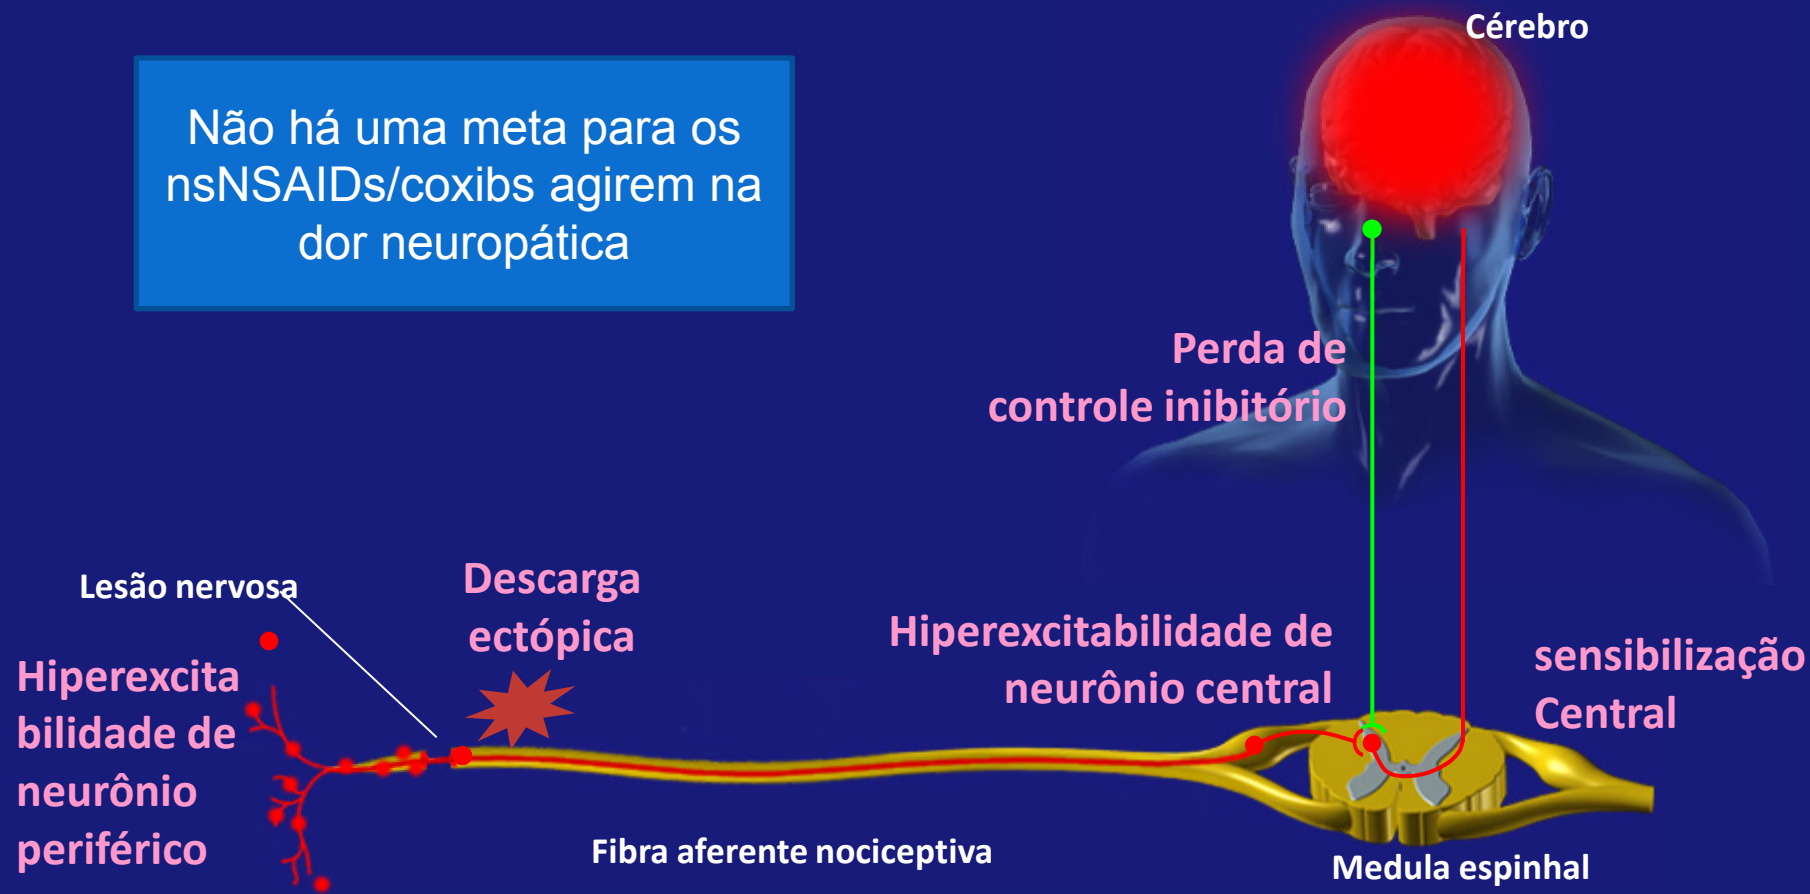 Cérebro
Não há uma meta para os
nsNSAIDs/coxibs agirem na
dor neuropática
Perda de
controle inibitório
Lesão nervosa
Descarga
ectópica
Hiperexcitabilidade de
neurônio central
sensibilização
Central
Hiperexcita
bilidade de
neurônio
periférico
Fibra aferente nociceptiva
Medula espinhal